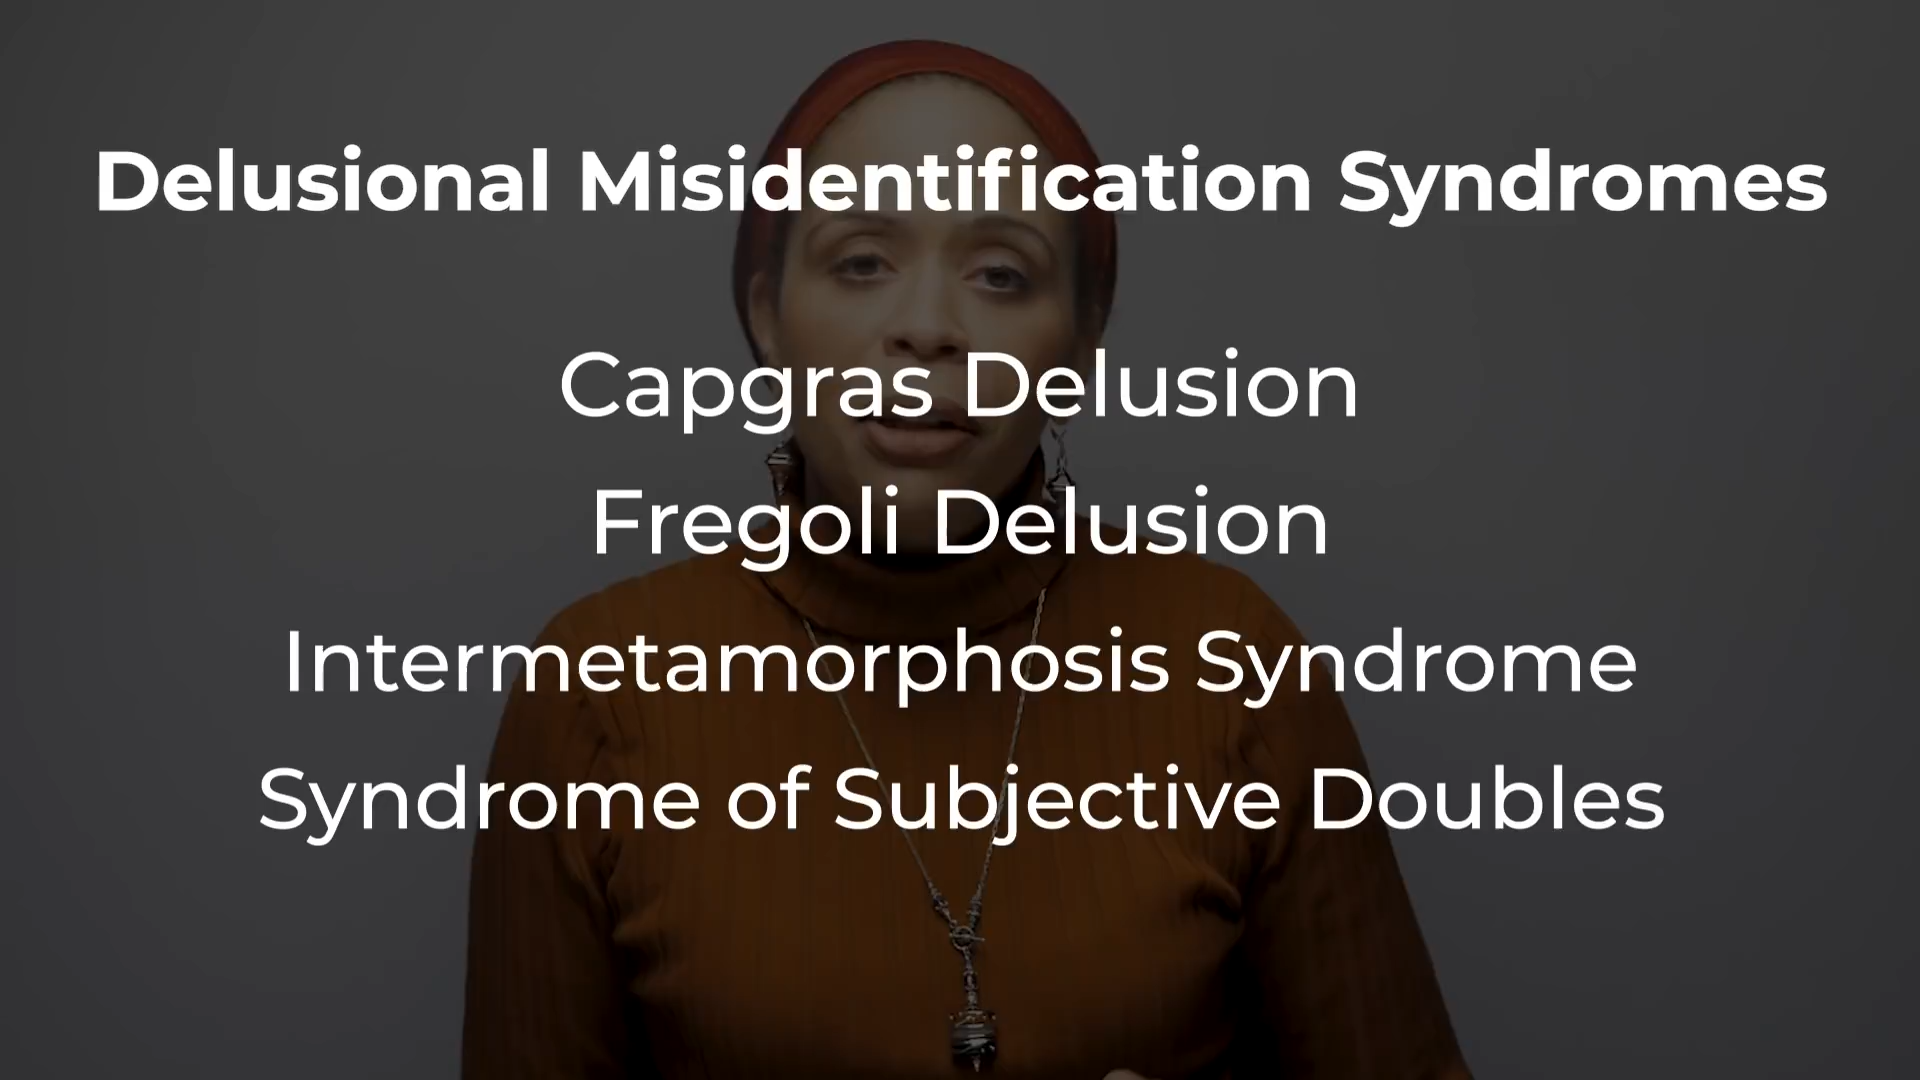 Delusional Misidentification Syndromes
Capgras Delusion
Fregoli Delusion
Intermetamorphosis Syndrome
Syndrome of Subjective Doubles